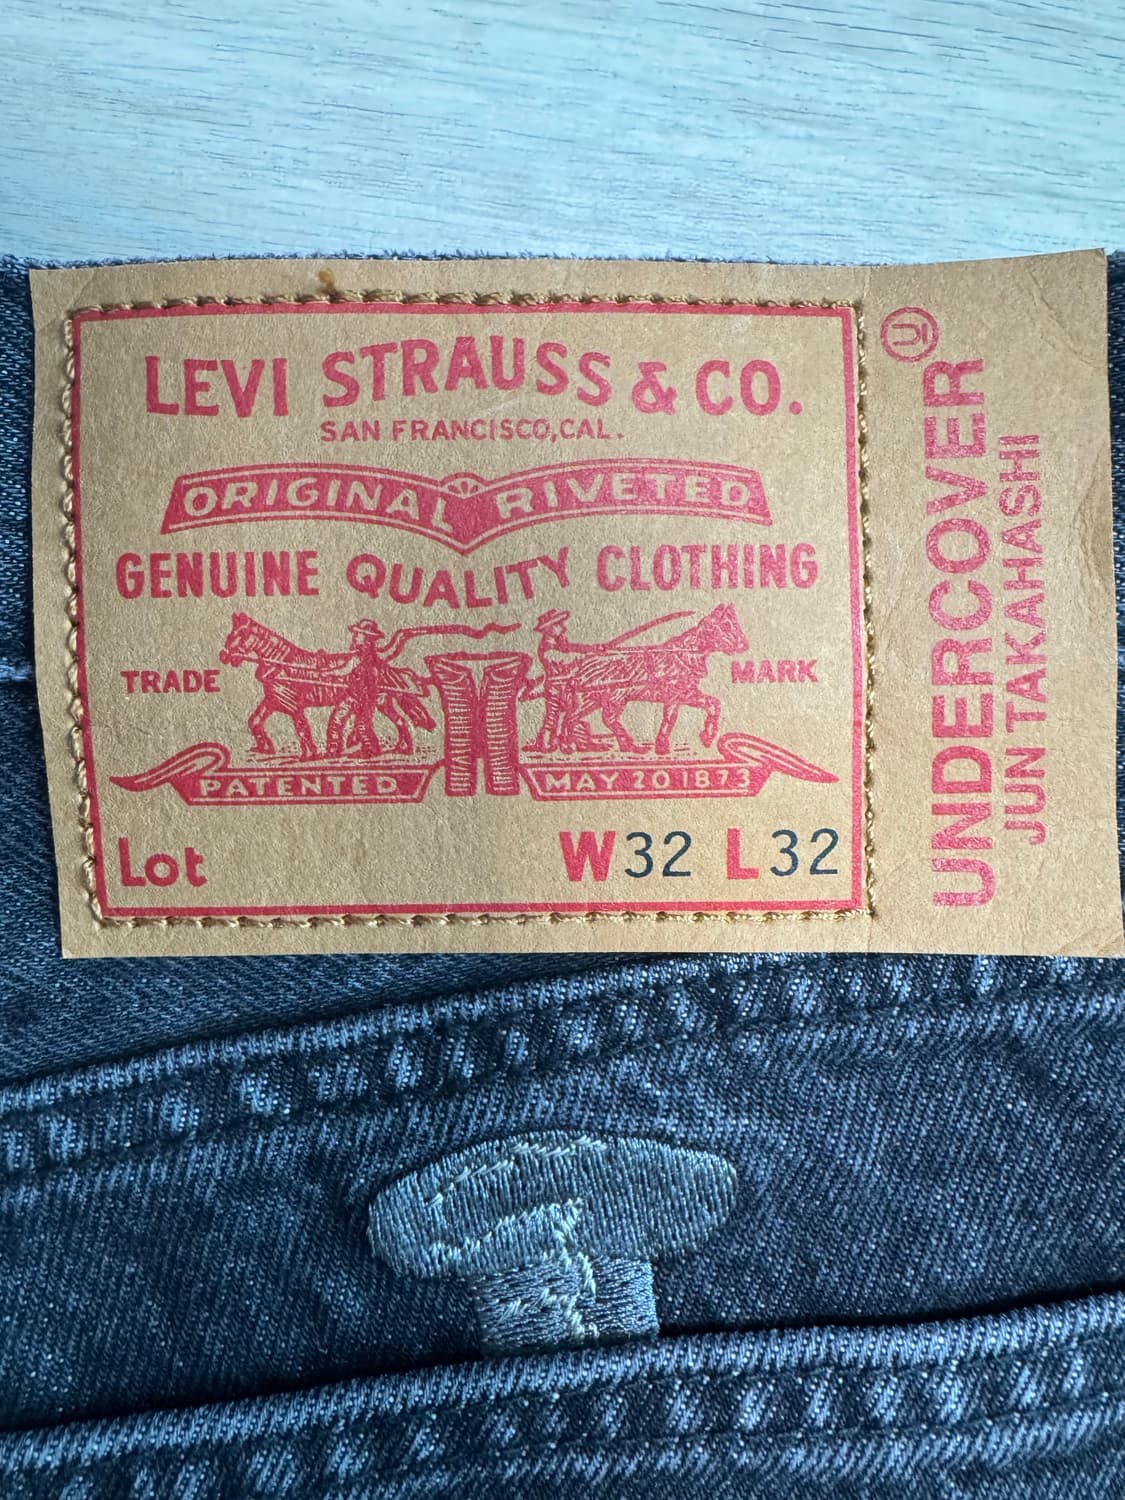 LEVI STRAUSS & CO.
SAN FRANCISCO, CAL.
ORIGINAL RIVETED
GENUINE QUALITY CLOTHING
TRADE MARK
PATENTED MAY 20 1873
Lot W32 L32
U
UNDERCOVER
JUN TAKAHASHI